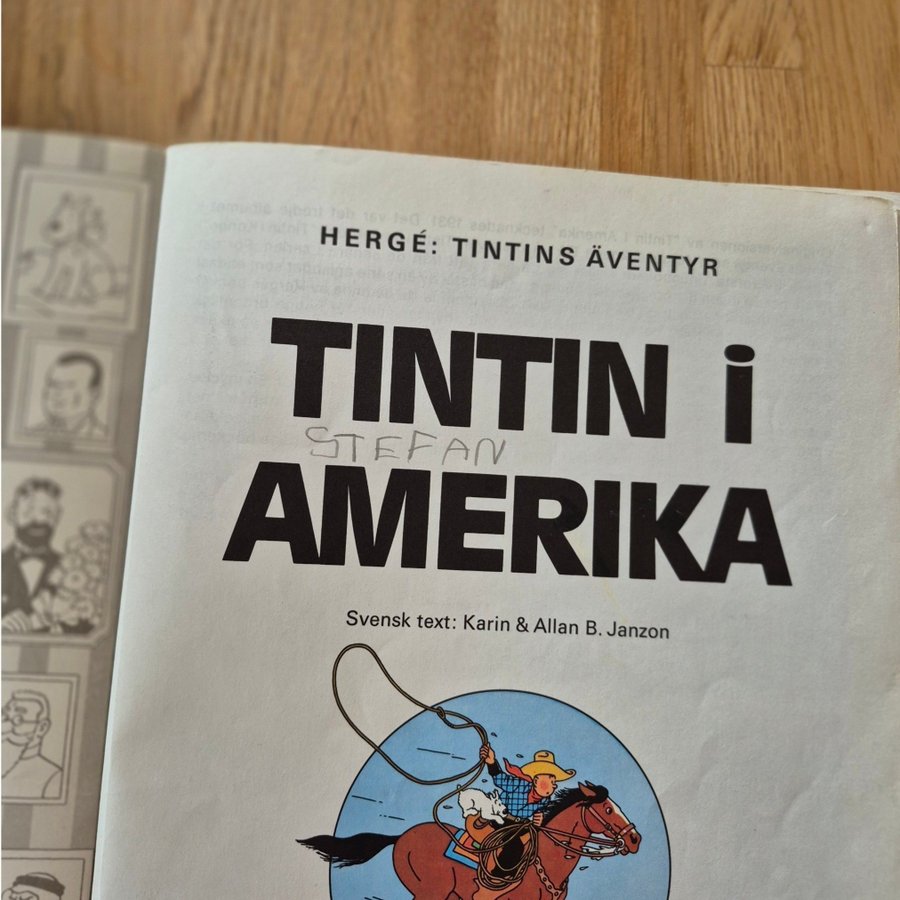 HERGÉ: TINTINS ÄVENTYR
TINTIN i
STEFAN
AMERIKA
Svensk text: Karin & Allan B. Janzon